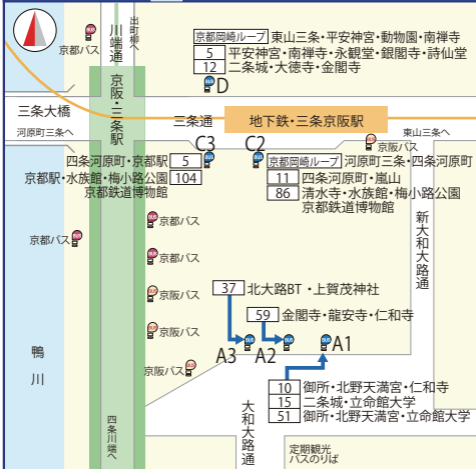 出町柳へ
川端通
京都バス
京都岡崎ループ 東山三条・平安神宮・動物園・南禅寺
5 平安神宮・南禅寺・永観堂・銀閣寺・詩仙堂
12 二条城・大徳寺・金閣寺
D
京阪・三条駅
三条大橋
三条通
地下鉄・三条京阪駅
河原町三条へ
東山三条へ
京阪バス
C3
C2
四条河原町・京都駅 5
京都駅・水族館・梅小路公園 104
京都鉄道博物館
京都岡崎ループ 河原町三条・四条河原町
11 四条河原町・嵐山
86 清水寺・水族館・梅小路公園
京都鉄道博物館
新大和大路通
京都バス
京都バス
京都バス
京阪バス
京阪バス
京阪バス
37 北大路BT・上賀茂神社
59 金閣寺・龍安寺・仁和寺
A3
A2
A1
鴨川
10 御所・北野天満宮・仁和寺
15 二条城・立命館大学
51 御所・北野天満宮・立命館大学
四条川端へ
大和大路通
定期観光
バスのりば